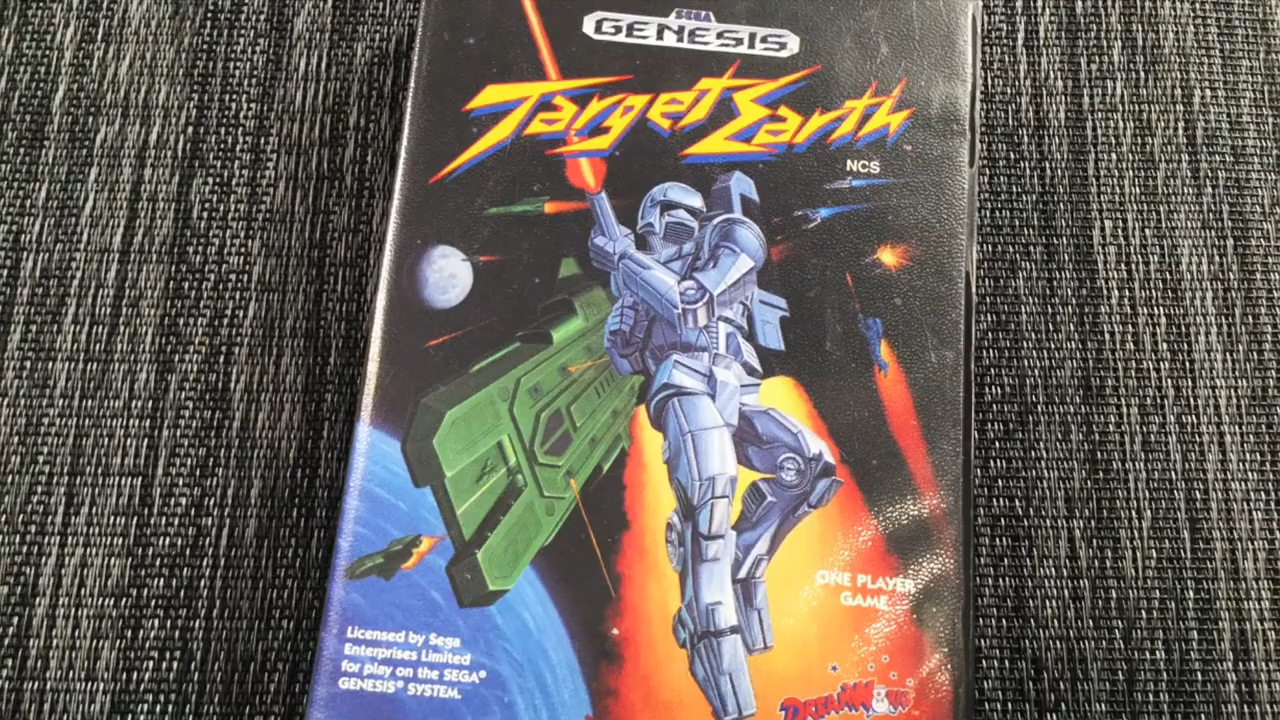 SEGA
GENESIS
Target Earth
NCS
ONE PLAYER
GAME
Licensed by Sega
Enterprises Limited
for play on the SEGA®
GENESIS® SYSTEM.
DREAMWORKS